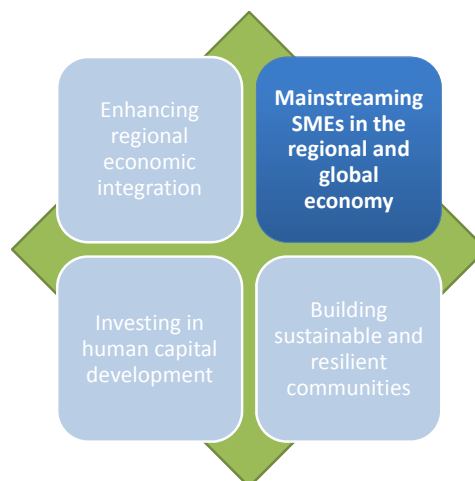 Enhancing
regional
economic
integration
Mainstreaming
SMEs in the
regional and
global
economy
Investing in
human capital
development
Building
sustainable and
resilient
communities